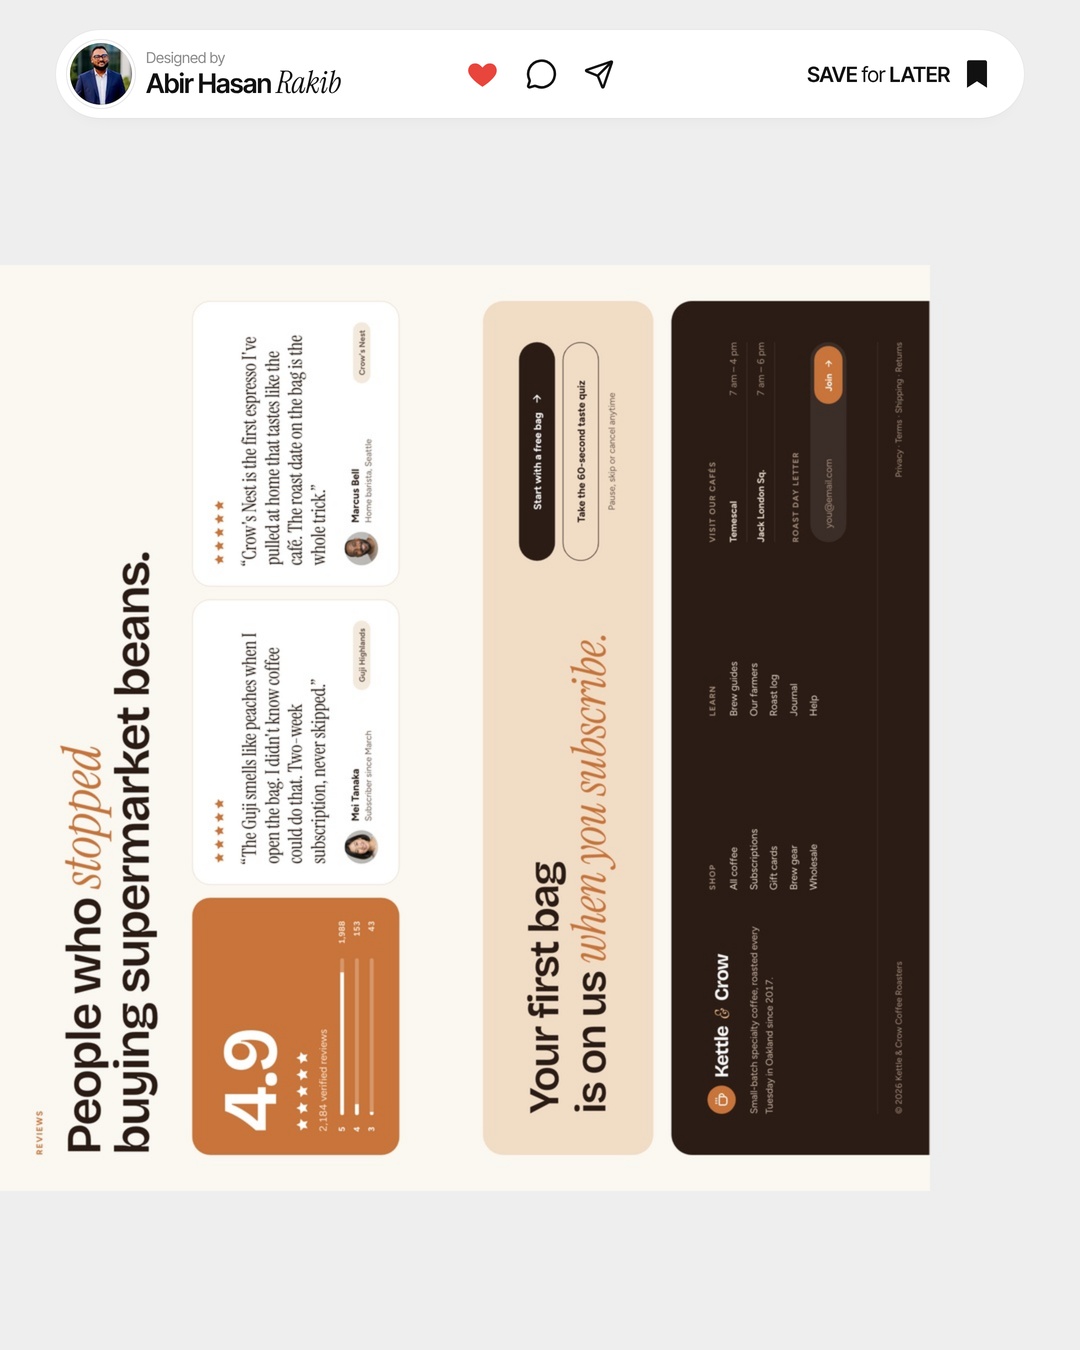 Designed by
Abir Hasan Rakib
SAVE for LATER
REVIEWS
People who stopped
buying supermarket beans.
4.9
2,184 verified reviews
5 1,988
4 153
3 43
“The Guji smells like peaches when I
open the bag. I didn’t know coffee
could do that. Two-week
subscription, never skipped.”
Mei Tanaka
Subscriber since March
Guji Highlands
“Crow’s Nest is the first espresso I’ve
pulled at home that tastes like the
café. The roast date on the bag is the
whole trick.”
Marcus Bell
Home barista, Seattle
Crow’s Nest
Your first bag
is on us when you subscribe.
Start with a free bag →
Take the 60-second taste quiz
Pause, skip or cancel anytime
Kettle & Crow
Small-batch specialty coffee, roasted every
Tuesday in Oakland since 2017.
SHOP
All coffee
Subscriptions
Gift cards
Brew gear
Wholesale
LEARN
Brew guides
Our farmers
Roast log
Journal
Help
VISIT OUR CAFÉS
Temescal 7 am – 4 pm
Jack London Sq. 7 am – 6 pm
ROAST DAY LETTER
you@email.com
Join →
© 2026 Kettle & Crow Coffee Roasters
Privacy · Terms · Shipping · Returns